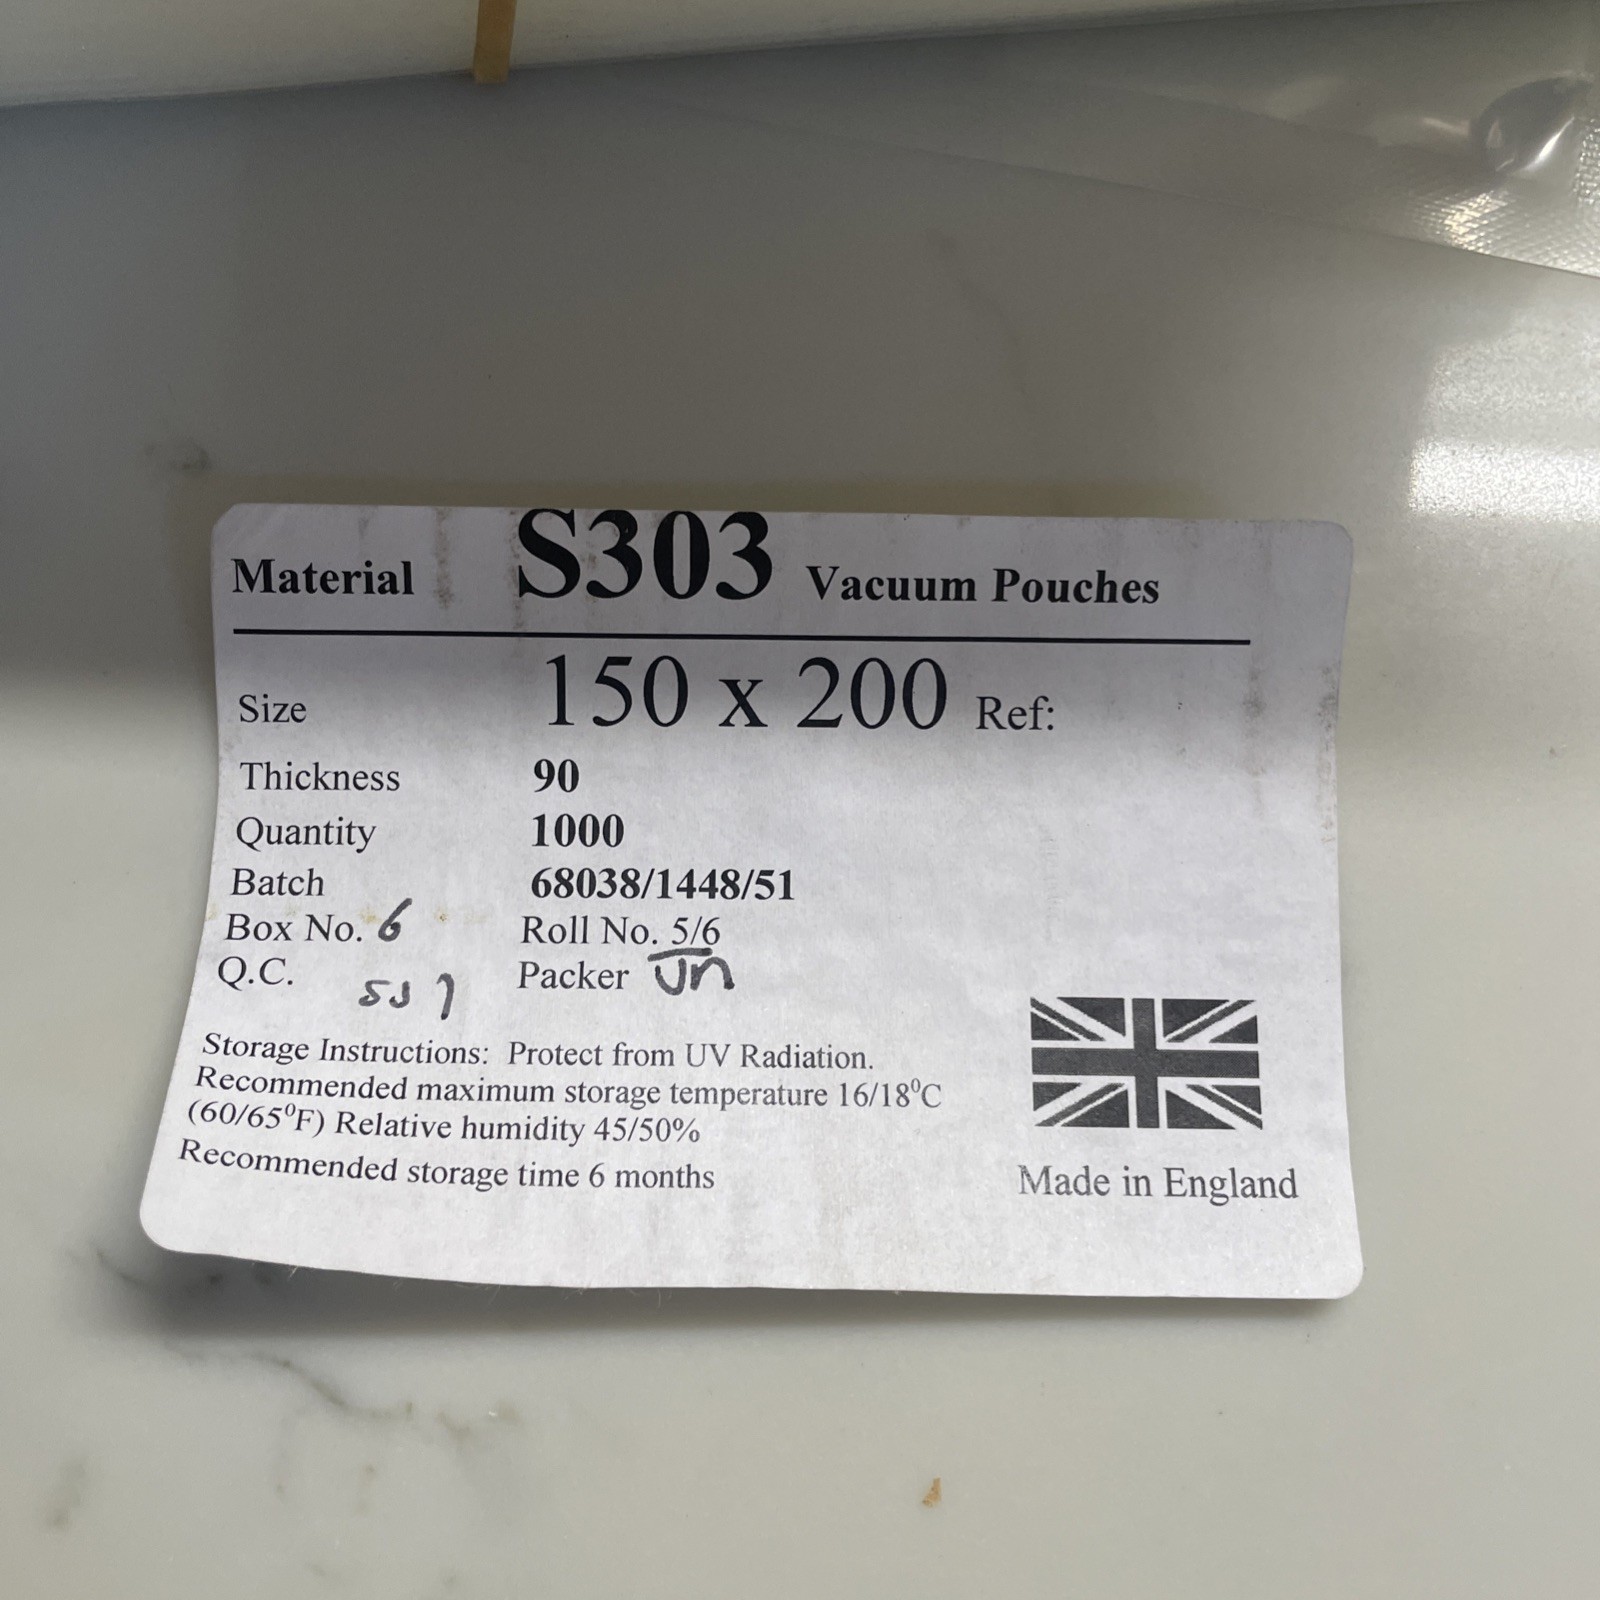 Material S303 Vacuum Pouches
Size 150 x 200 Ref:
Thickness 90
Quantity 1000
Batch 68038/1448/51
Box No. 6 Roll No. 5/6
Q.C. Packer
Storage Instructions: Protect from UV Radiation.
Recommended maximum storage temperature 16/18⁰C
(60/65⁰F) Relative humidity 45/50%
Recommended storage time 6 months
Made in England